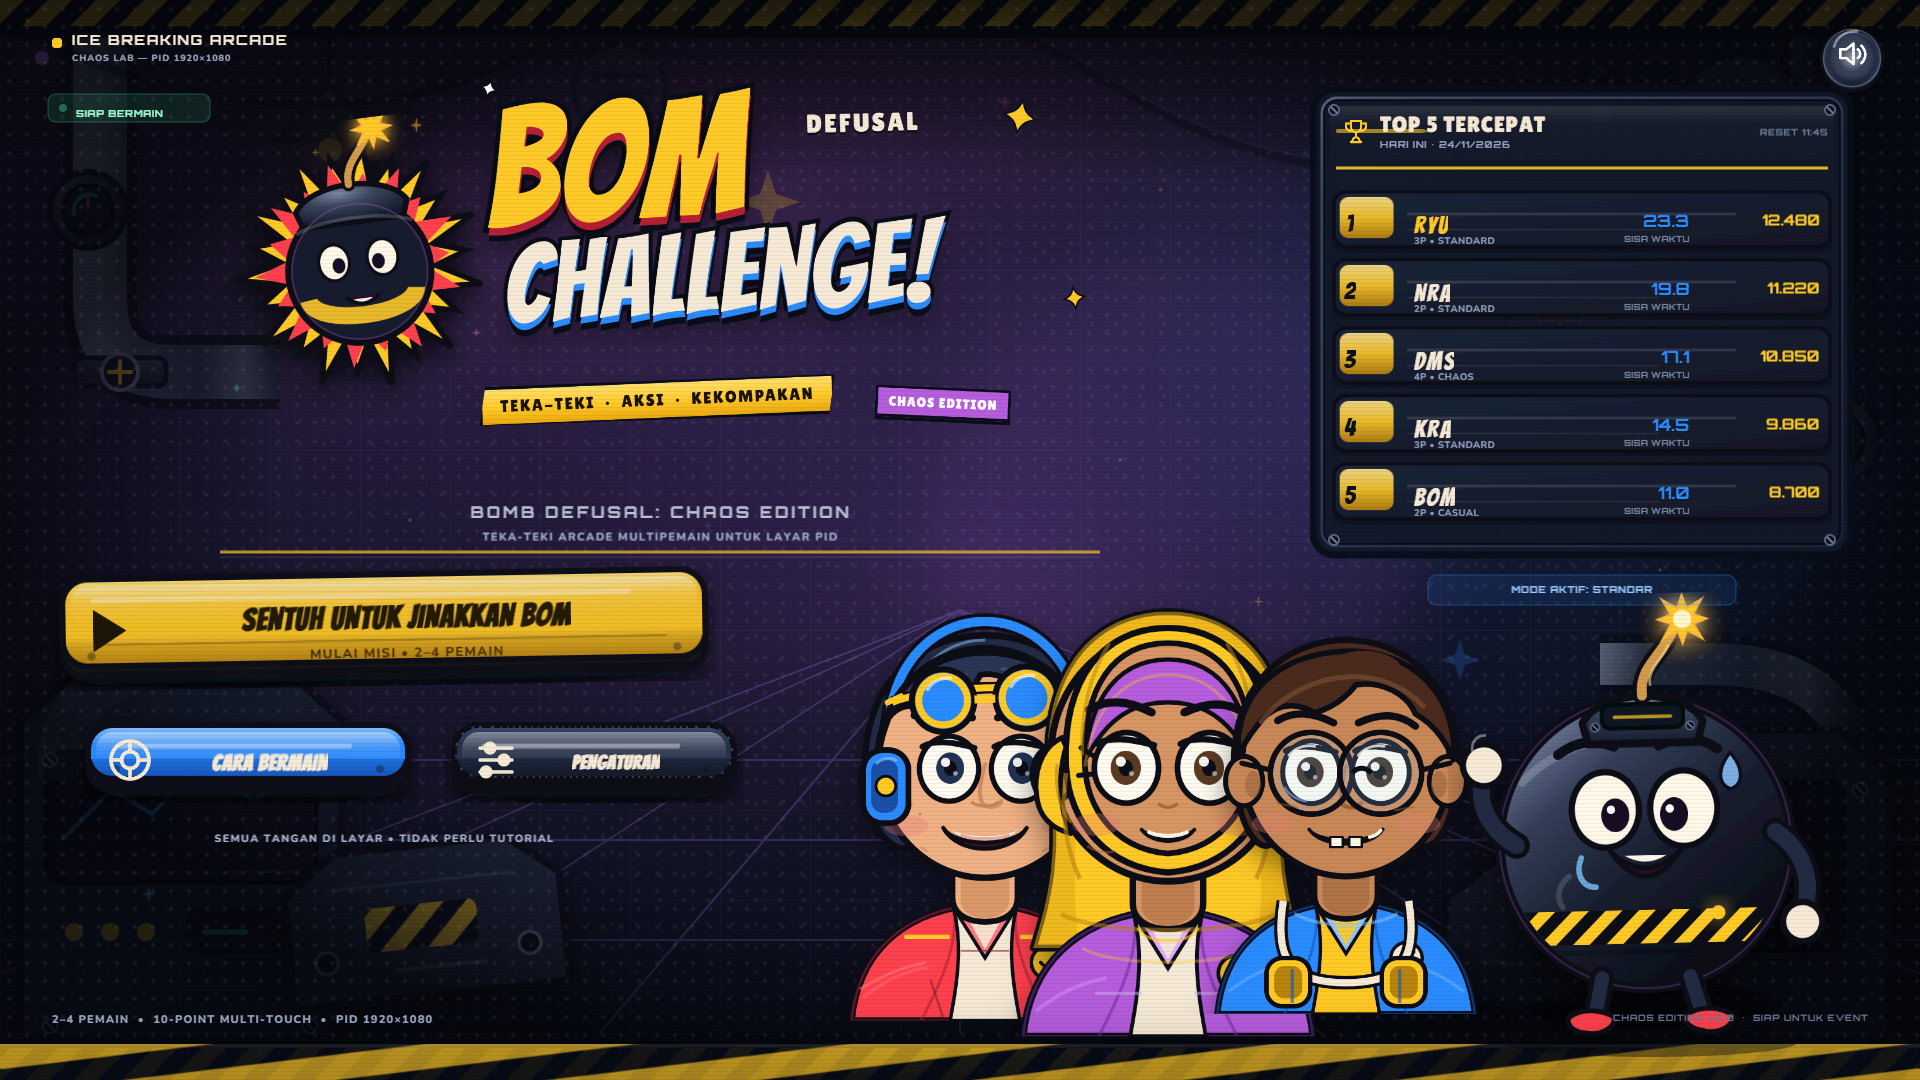 ICE BREAKING ARCADE
CHAOS LAB — PID 1920×1080
SIAP BERMAIN
BOM
DEFUSAL
CHALLENGE!
TEKA-TEKI · AKSI · KEKOMPAKAN
CHAOS EDITION
BOMB DEFUSAL: CHAOS EDITION
TEKA-TEKI ARCADE MULTIPEMAIN UNTUK LAYAR PID
SENTUH UNTUK JINAKKAN BOM
MULAI MISI • 2–4 PEMAIN
CARA BERMAIN
PENGATURAN
SEMUA TANGAN DI LAYAR • TIDAK PERLU TUTORIAL
TOP 5 TERCEPAT
HARI INI · 24/11/2026
RESET 11:45
1 RYU 23.3 12.480
3P • STANDARD SISA WAKTU
2 NRA 19.8 11.220
2P • STANDARD SISA WAKTU
3 DMS 17.1 10.850
4P • CHAOS SISA WAKTU
4 KRA 14.5 9.860
3P • STANDARD SISA WAKTU
5 BOM 11.0 8.700
2P • CASUAL SISA WAKTU
MODE AKTIF: STANDAR
2–4 PEMAIN • 10-POINT MULTI-TOUCH • PID 1920×1080
CHAOS EDITION · SIAP UNTUK EVENT